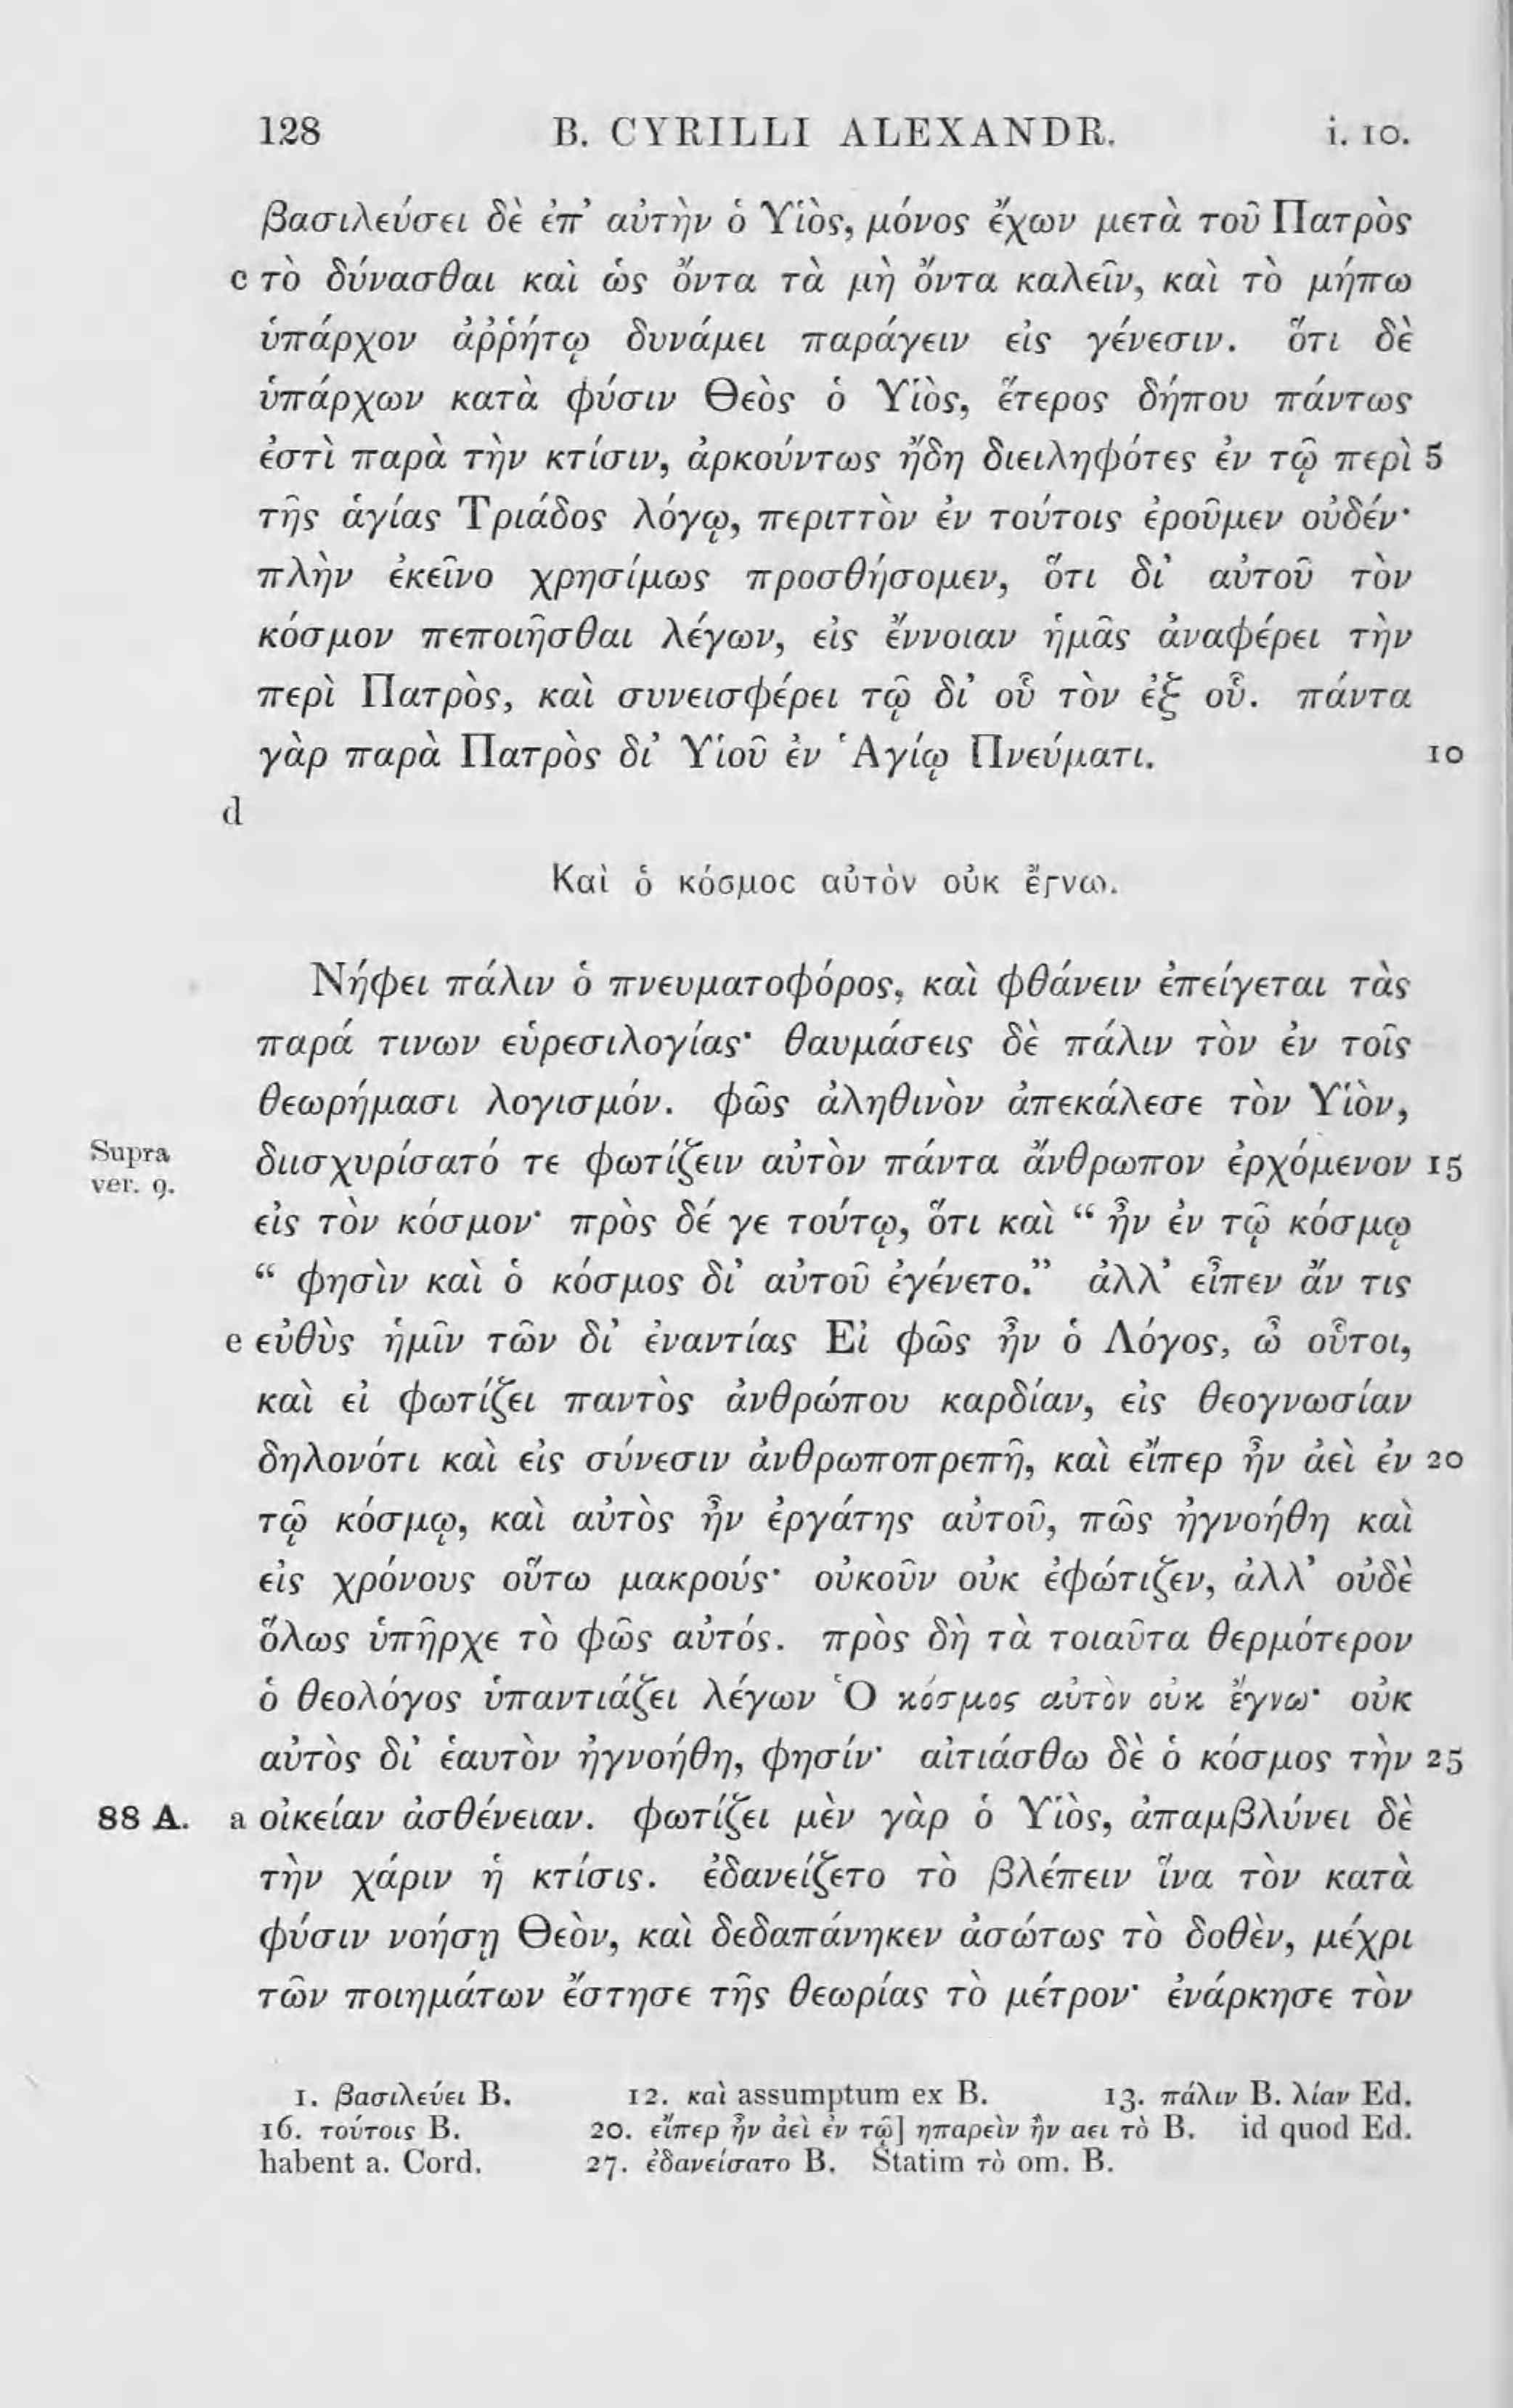 128 B. CYRILLI ALEXANDR. i. 10.
βασιλεύσει δὲ ἐπ' αὐτὴν ὁ Υἱὸς, μόνος ἔχων μετὰ τοῦ Πατρὸς
c τὸ δύνασθαι καὶ ὡς ὄντα τὰ μὴ ὄντα καλεῖν, καὶ τὸ μήπω
ὑπάρχον ἀῤῥήτῳ δυνάμει παράγειν εἰς γένεσιν. ὅτι δὲ
ὑπάρχων κατὰ φύσιν Θεὸς ὁ Υἱὸς, ἕτερος δήπου πάντως
ἐστὶ παρὰ τὴν κτίσιν, ἀρκούντως ἤδη διειληφότες ἐν τῷ περὶ 5
τῆς ἁγίας Τριάδος λόγῳ, περιττὸν ἐν τούτοις ἐροῦμεν οὐδέν·
πλὴν ἐκεῖνο χρησίμως προσθήσομεν, ὅτι δι' αὐτοῦ τὸν
κόσμον πεποιῆσθαι λέγων, εἰς ἔννοιαν ἡμᾶς ἀναφέρει τὴν
περὶ Πατρὸς, καὶ συνεισφέρει τῷ δι' οὗ τὸν ἐξ οὗ. πάντα
γὰρ παρὰ Πατρὸς δι' Υἱοῦ ἐν Ἁγίῳ Πνεύματι. 10
d
Καὶ ὁ κόσμος αὐτὸν οὐκ ἔγνω.
Νήφει πάλιν ὁ πνευματοφόρος, καὶ φθάνειν ἐπείγεται τὰς
παρά τινων εὑρεσιλογίας· θαυμάσεις δὲ πάλιν τὸν ἐν τοῖς
θεωρήμασι λογισμόν. φῶς ἀληθινὸν ἀπεκάλεσε τὸν Υἱὸν,
Supra ver. 9. διισχυρίσατό τε φωτίζειν αὐτὸν πάντα ἄνθρωπον ἐρχόμενον 15
εἰς τὸν κόσμον· πρὸς δέ γε τούτῳ, ὅτι καὶ “ ἦν ἐν τῷ κόσμῳ
“ φησὶν καὶ ὁ κόσμος δι' αὐτοῦ ἐγένετο.” ἀλλ' εἶπεν ἄν τις
e εὐθὺς ἡμῖν τῶν δι' ἐναντίας Εἰ φῶς ἦν ὁ Λόγος, ὦ οὗτοι,
καὶ εἰ φωτίζει παντὸς ἀνθρώπου καρδίαν, εἰς θεογνωσίαν
δηλονότι καὶ εἰς σύνεσιν ἀνθρωποπρεπῆ, καὶ εἴπερ ἦν ἀεὶ ἐν 20
τῷ κόσμῳ, καὶ αὐτὸς ἦν ἐργάτης αὐτοῦ, πῶς ἠγνοήθη καὶ
εἰς χρόνους οὕτω μακρούς· οὐκοῦν οὐκ ἐφώτιζεν, ἀλλ' οὐδὲ
ὅλως ὑπῆρχε τὸ φῶς αὐτός. πρὸς δὴ τὰ τοιαῦτα θερμότερον
ὁ θεολόγος ὑπαντιάζει λέγων Ὁ κόσμος αὐτὸν οὐκ ἔγνω· οὐκ
αὐτὸς δι' ἑαυτὸν ἠγνοήθη, φησίν· αἰτιάσθω δὲ ὁ κόσμος τὴν 25
88 A. a οἰκείαν ἀσθένειαν. φωτίζει μὲν γὰρ ὁ Υἱὸς, ἀπαμβλύνει δὲ
τὴν χάριν ἡ κτίσις. ἐδανείζετο τὸ βλέπειν ἵνα τὸν κατὰ
φύσιν νοήσῃ Θεὸν, καὶ δεδαπάνηκεν ἀσώτως τὸ δοθὲν, μέχρι
τῶν ποιημάτων ἔστησε τῆς θεωρίας τὸ μέτρον· ἐνάρκησε τὸν
1. βασιλεύει B. 12. καὶ assumptum ex B. 13. πάλιν B. λίαν Ed.
16. τούτοις B. 20. εἴπερ ἦν ἀεὶ ἐν τῷ] ηπαρεὶν ἦν αει τὸ B. id quod Ed.
habent a. Cord. 27. ἐδανείσατο B. Statim τὸ om. B.